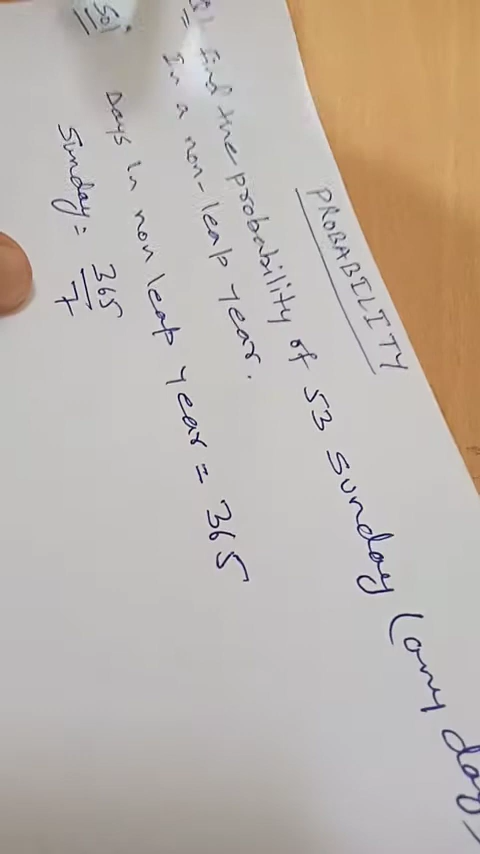 PROBABILITY
Q1 find the probability of 53 Sunday (any day)
In a non-leap year.
Sol
Days in non leap year = 365
Sunday = 365
7